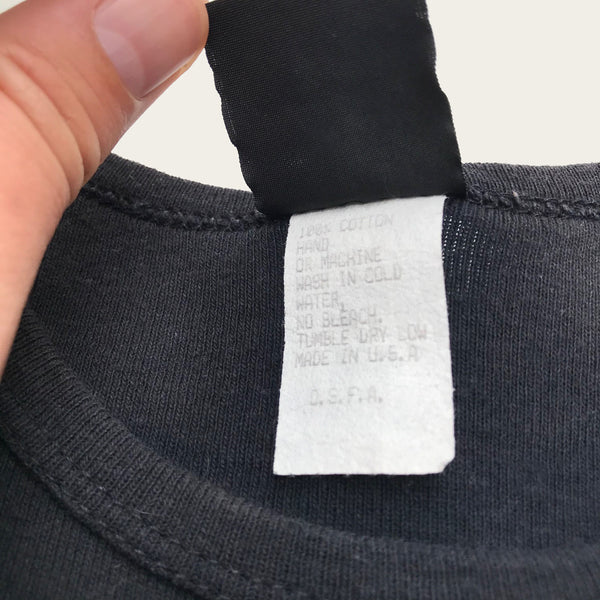 100% COTTON
HAND
OR MACHINE
WASH IN COLD
WATER,
NO BLEACH.
TUMBLE DRY LOW
MADE IN U.S.A
O.S.F.A.